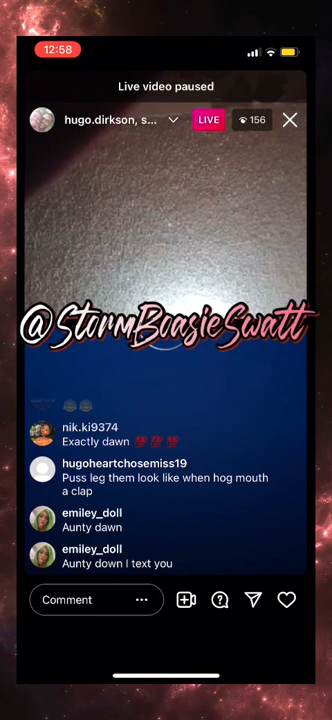 12:58
Live video paused
hugo.dirkson, s...
LIVE
156
@StormBoasieSwatt
nik.ki9374
Exactly dawn 💯 💯 💯
hugoheartchosemiss19
Puss leg them look like when hog mouth
a clap
emiley_doll
Aunty dawn
emiley_doll
Aunty down I text you
Comment